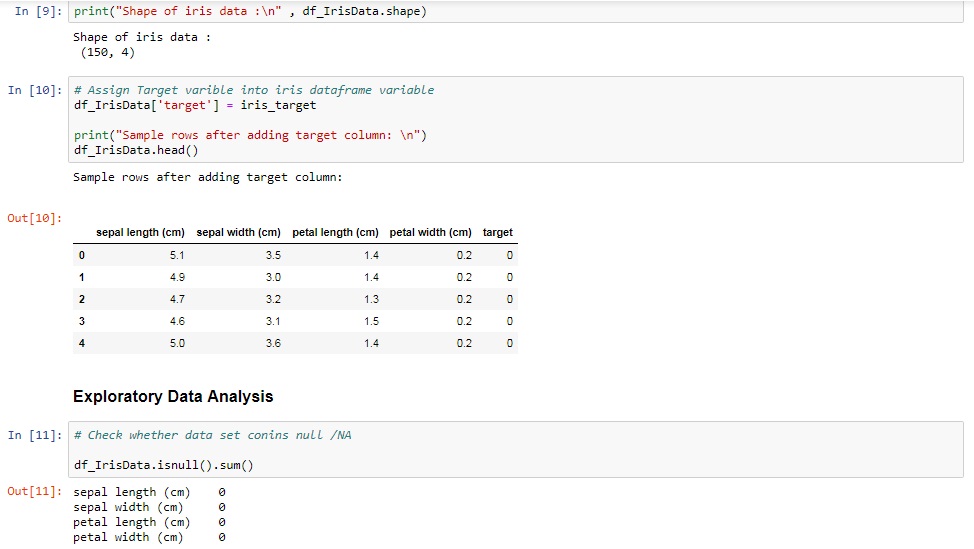 In [9]: print("Shape of iris data :\n" , df_IrisData.shape)
Shape of iris data :
(150, 4)
In [10]: # Assign Target varible into iris dataframe variable
df_IrisData['target'] = iris_target
print("Sample rows after adding target column: \n")
df_IrisData.head()
Sample rows after adding target column:
Out[10]:
sepal length (cm) sepal width (cm) petal length (cm) petal width (cm) target
0 5.1 3.5 1.4 0.2 0
1 4.9 3.0 1.4 0.2 0
2 4.7 3.2 1.3 0.2 0
3 4.6 3.1 1.5 0.2 0
4 5.0 3.6 1.4 0.2 0
Exploratory Data Analysis
In [11]: # Check whether data set conins null /NA
df_IrisData.isnull().sum()
Out[11]: sepal length (cm) 0
sepal width (cm) 0
petal length (cm) 0
petal width (cm) 0